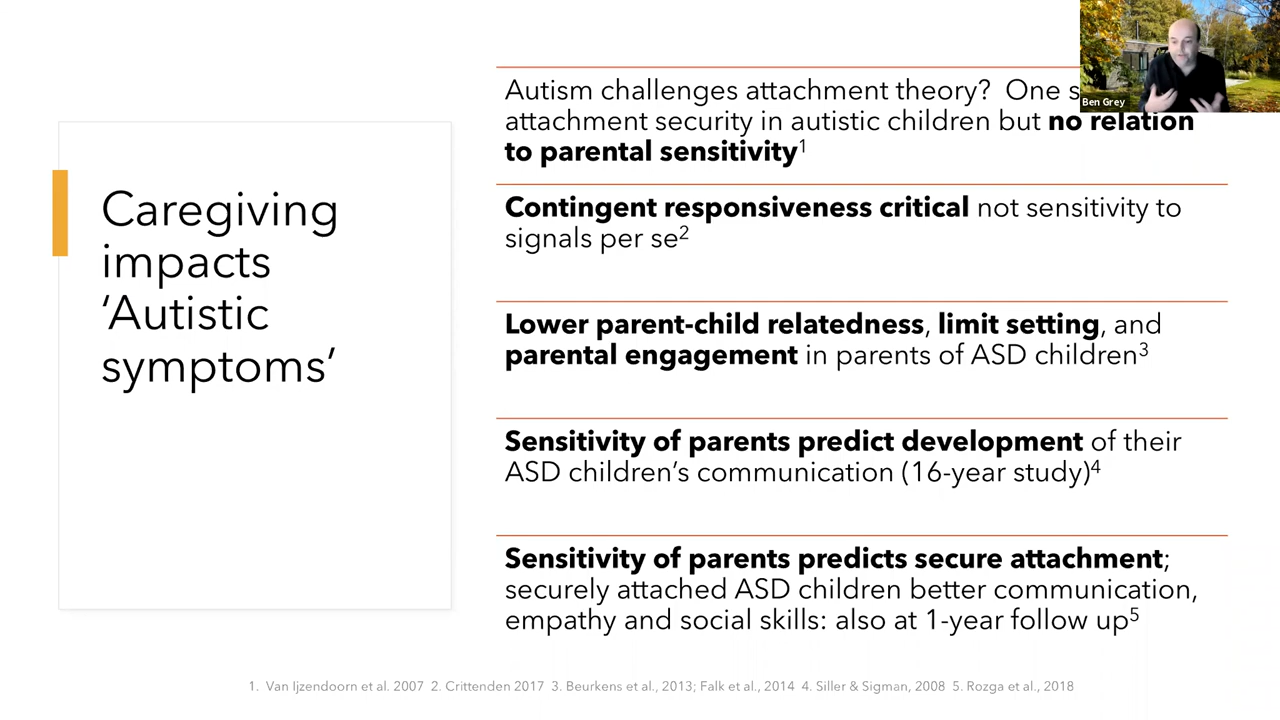 Caregiving
impacts
‘Autistic
symptoms’
Autism challenges attachment theory? One
attachment security in autistic children but no relation
to parental sensitivity1
Contingent responsiveness critical not sensitivity to
signals per se2
Lower parent-child relatedness, limit setting, and
parental engagement in parents of ASD children3
Sensitivity of parents predict development of their
ASD children’s communication (16-year study)4
Sensitivity of parents predicts secure attachment;
securely attached ASD children better communication,
empathy and social skills: also at 1-year follow up5
1. Van Ijzendoorn et al. 2007 2. Crittenden 2017 3. Beurkens et al., 2013; Falk et al., 2014 4. Siller & Sigman, 2008 5. Rozga et al., 2018
Ben Grey